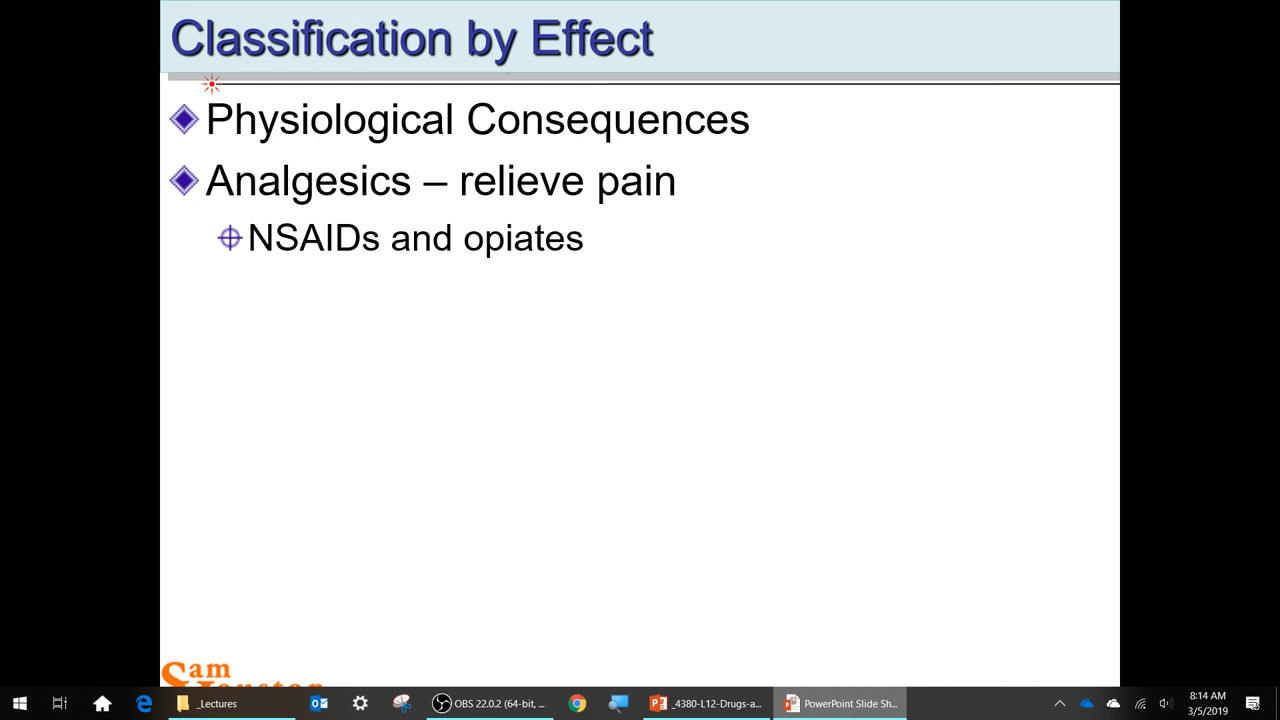 Classification by Effect
Physiological Consequences
Analgesics – relieve pain
NSAIDs and opiates
Sam
_Lectures
OBS 22.0.2 (64-bit, ...
_4380-L12-Drugs-a...
PowerPoint Slide Sh...
8:14 AM
3/5/2019